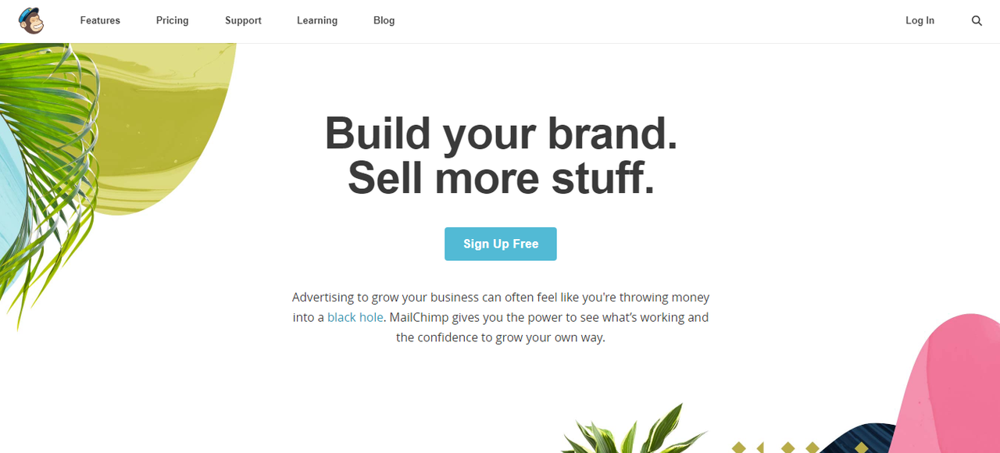 Features Pricing Support Learning Blog Log In
Build your brand.
Sell more stuff.
Sign Up Free
Advertising to grow your business can often feel like you're throwing money
into a black hole. MailChimp gives you the power to see what's working and
the confidence to grow your own way.